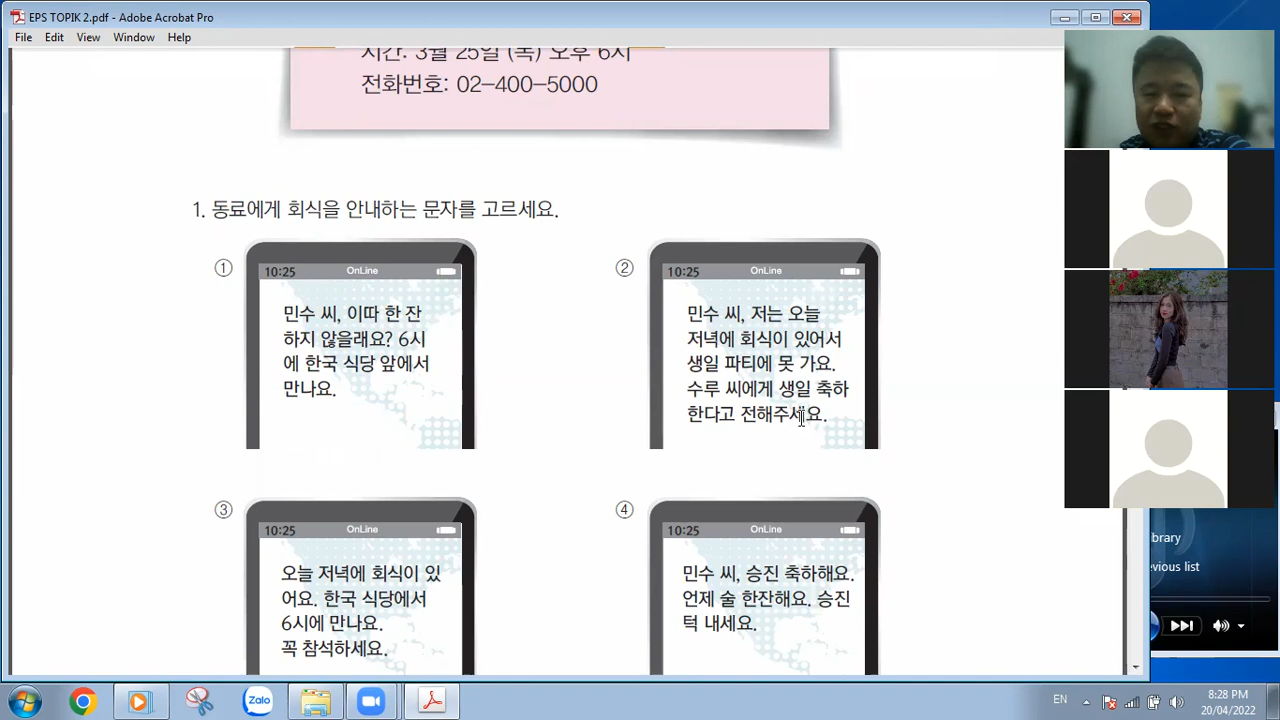 EPS TOPIK 2.pdf - Adobe Acrobat Pro
File Edit View Window Help
시간: 3월 25일 (목) 오후 6시
전화번호: 02-400-5000
1. 동료에게 회식을 안내하는 문자를 고르세요.
①
10:25 OnLine
민수 씨, 이따 한 잔
하지 않을래요? 6시
에 한국 식당 앞에서
만나요.
②
10:25 OnLine
민수 씨, 저는 오늘
저녁에 회식이 있어서
생일 파티에 못 가요.
수루 씨에게 생일 축하
한다고 전해주세요.
③
10:25 OnLine
오늘 저녁에 회식이 있
어요. 한국 식당에서
6시에 만나요.
꼭 참석하세요.
④
10:25 OnLine
민수 씨, 승진 축하해요.
언제 술 한잔해요. 승진
턱 내세요.
ibrary
evious list
Zalo
EN
8:28 PM
20/04/2022